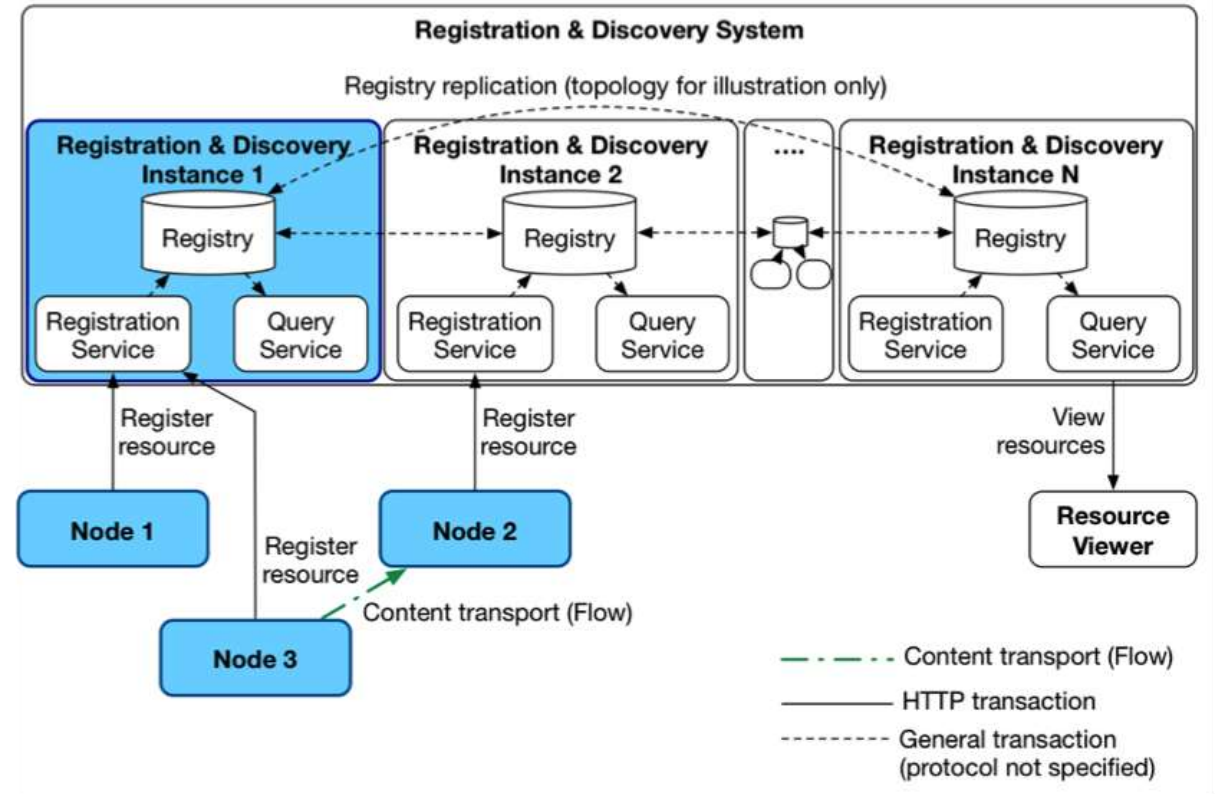 Registration & Discovery System
Registry replication (topology for illustration only)
Registration & Discovery
Instance 1
Registry
Registration
Service
Query
Service
Registration & Discovery
Instance 2
Registry
Registration
Service
Query
Service
....
Registration & Discovery
Instance N
Registry
Registration
Service
Query
Service
Register
resource
Register
resource
View
resources
Node 1
Node 2
Resource
Viewer
Register
resource
Content transport (Flow)
Node 3
Content transport (Flow)
HTTP transaction
General transaction
(protocol not specified)